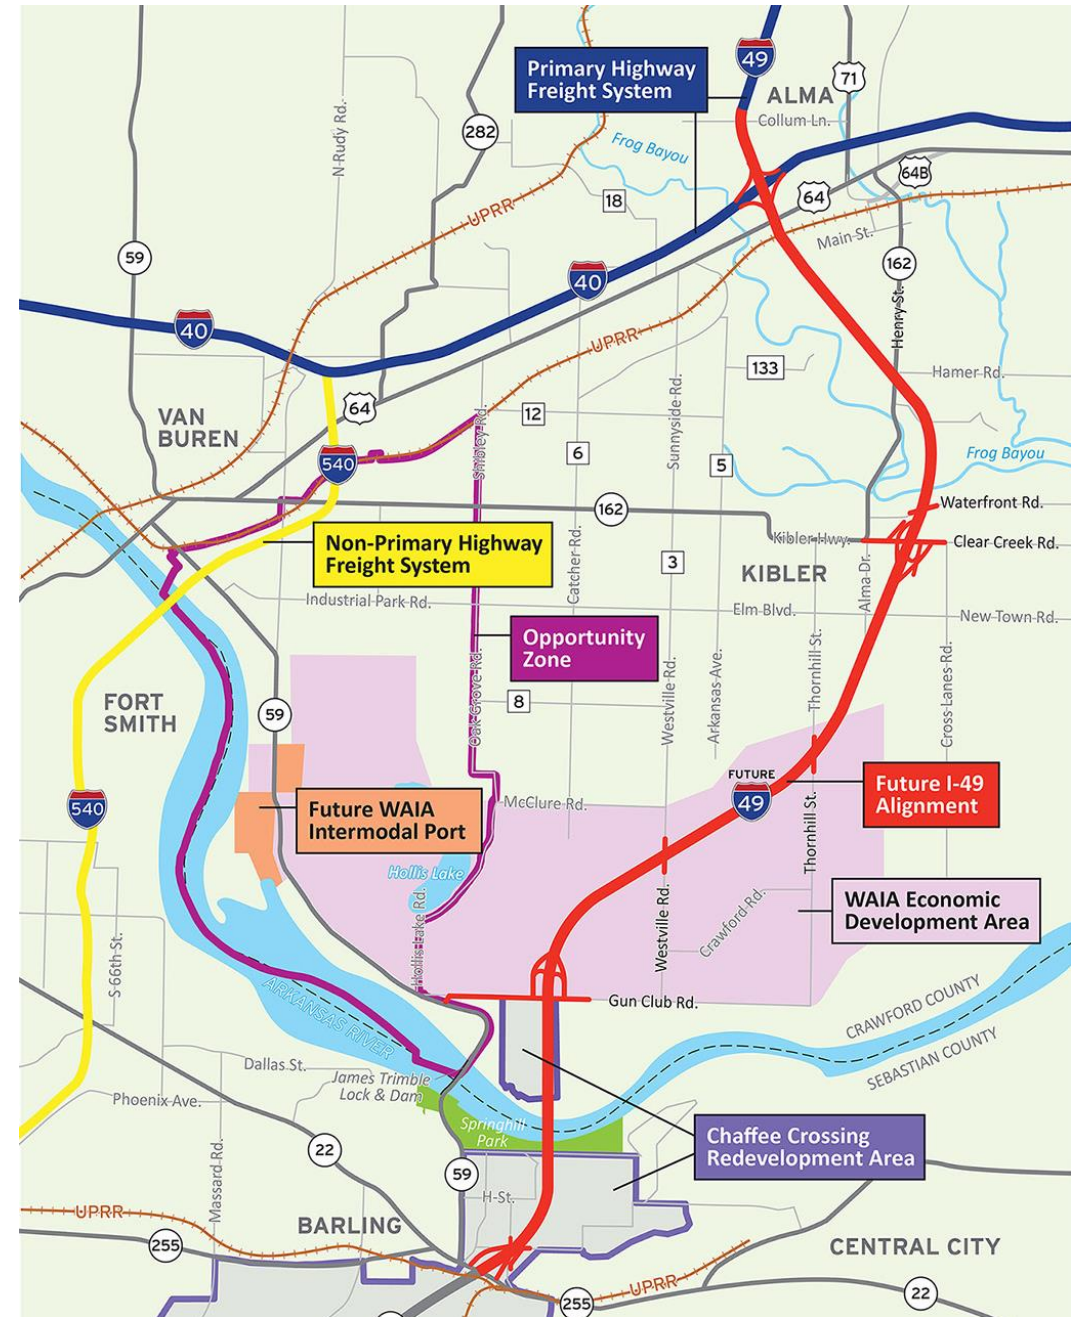 49
71
Primary Highway
Freight System
ALMA
Collum Ln.
N-Rudy Rd.
282
Frog Bayou
64B
18
64
UPRR
Main St.
59
162
40
40
Henry St.
UPRR
133
Hamer Rd.
64
VAN
BUREN
12
Shibley Rd.
Sunnyside Rd.
6
5
540
Frog Bayou
162
Waterfront Rd.
Non-Primary Highway
Freight System
Kibler Hwy.
Clear Creek Rd.
Catcher Rd.
3
KIBLER
Alma Dr.
Industrial Park Rd.
Elm Blvd.
New Town Rd.
Opportunity
Zone
Thornhill St.
Oak Grove Rd.
Westville Rd.
Arkansas Ave.
Cross Lanes Rd.
FORT
SMITH
59
8
FUTURE
49
Future I-49
Alignment
540
Future WAIA
Intermodal Port
McClure Rd.
Thornhill St.
Hollis Lake
WAIA Economic
Development Area
Hollis Lake Rd.
Westville Rd.
Crawford Rd.
S 66th St.
Gun Club Rd.
ARKANSAS RIVER
CRAWFORD COUNTY
SEBASTIAN COUNTY
Dallas St.
James Trimble
Lock & Dam
Phoenix Ave.
Springhill
Park
Chaffee Crossing
Redevelopment Area
22
Massard Rd.
59
H-St.
UPRR
BARLING
255
CENTRAL CITY
UPRR
255
22